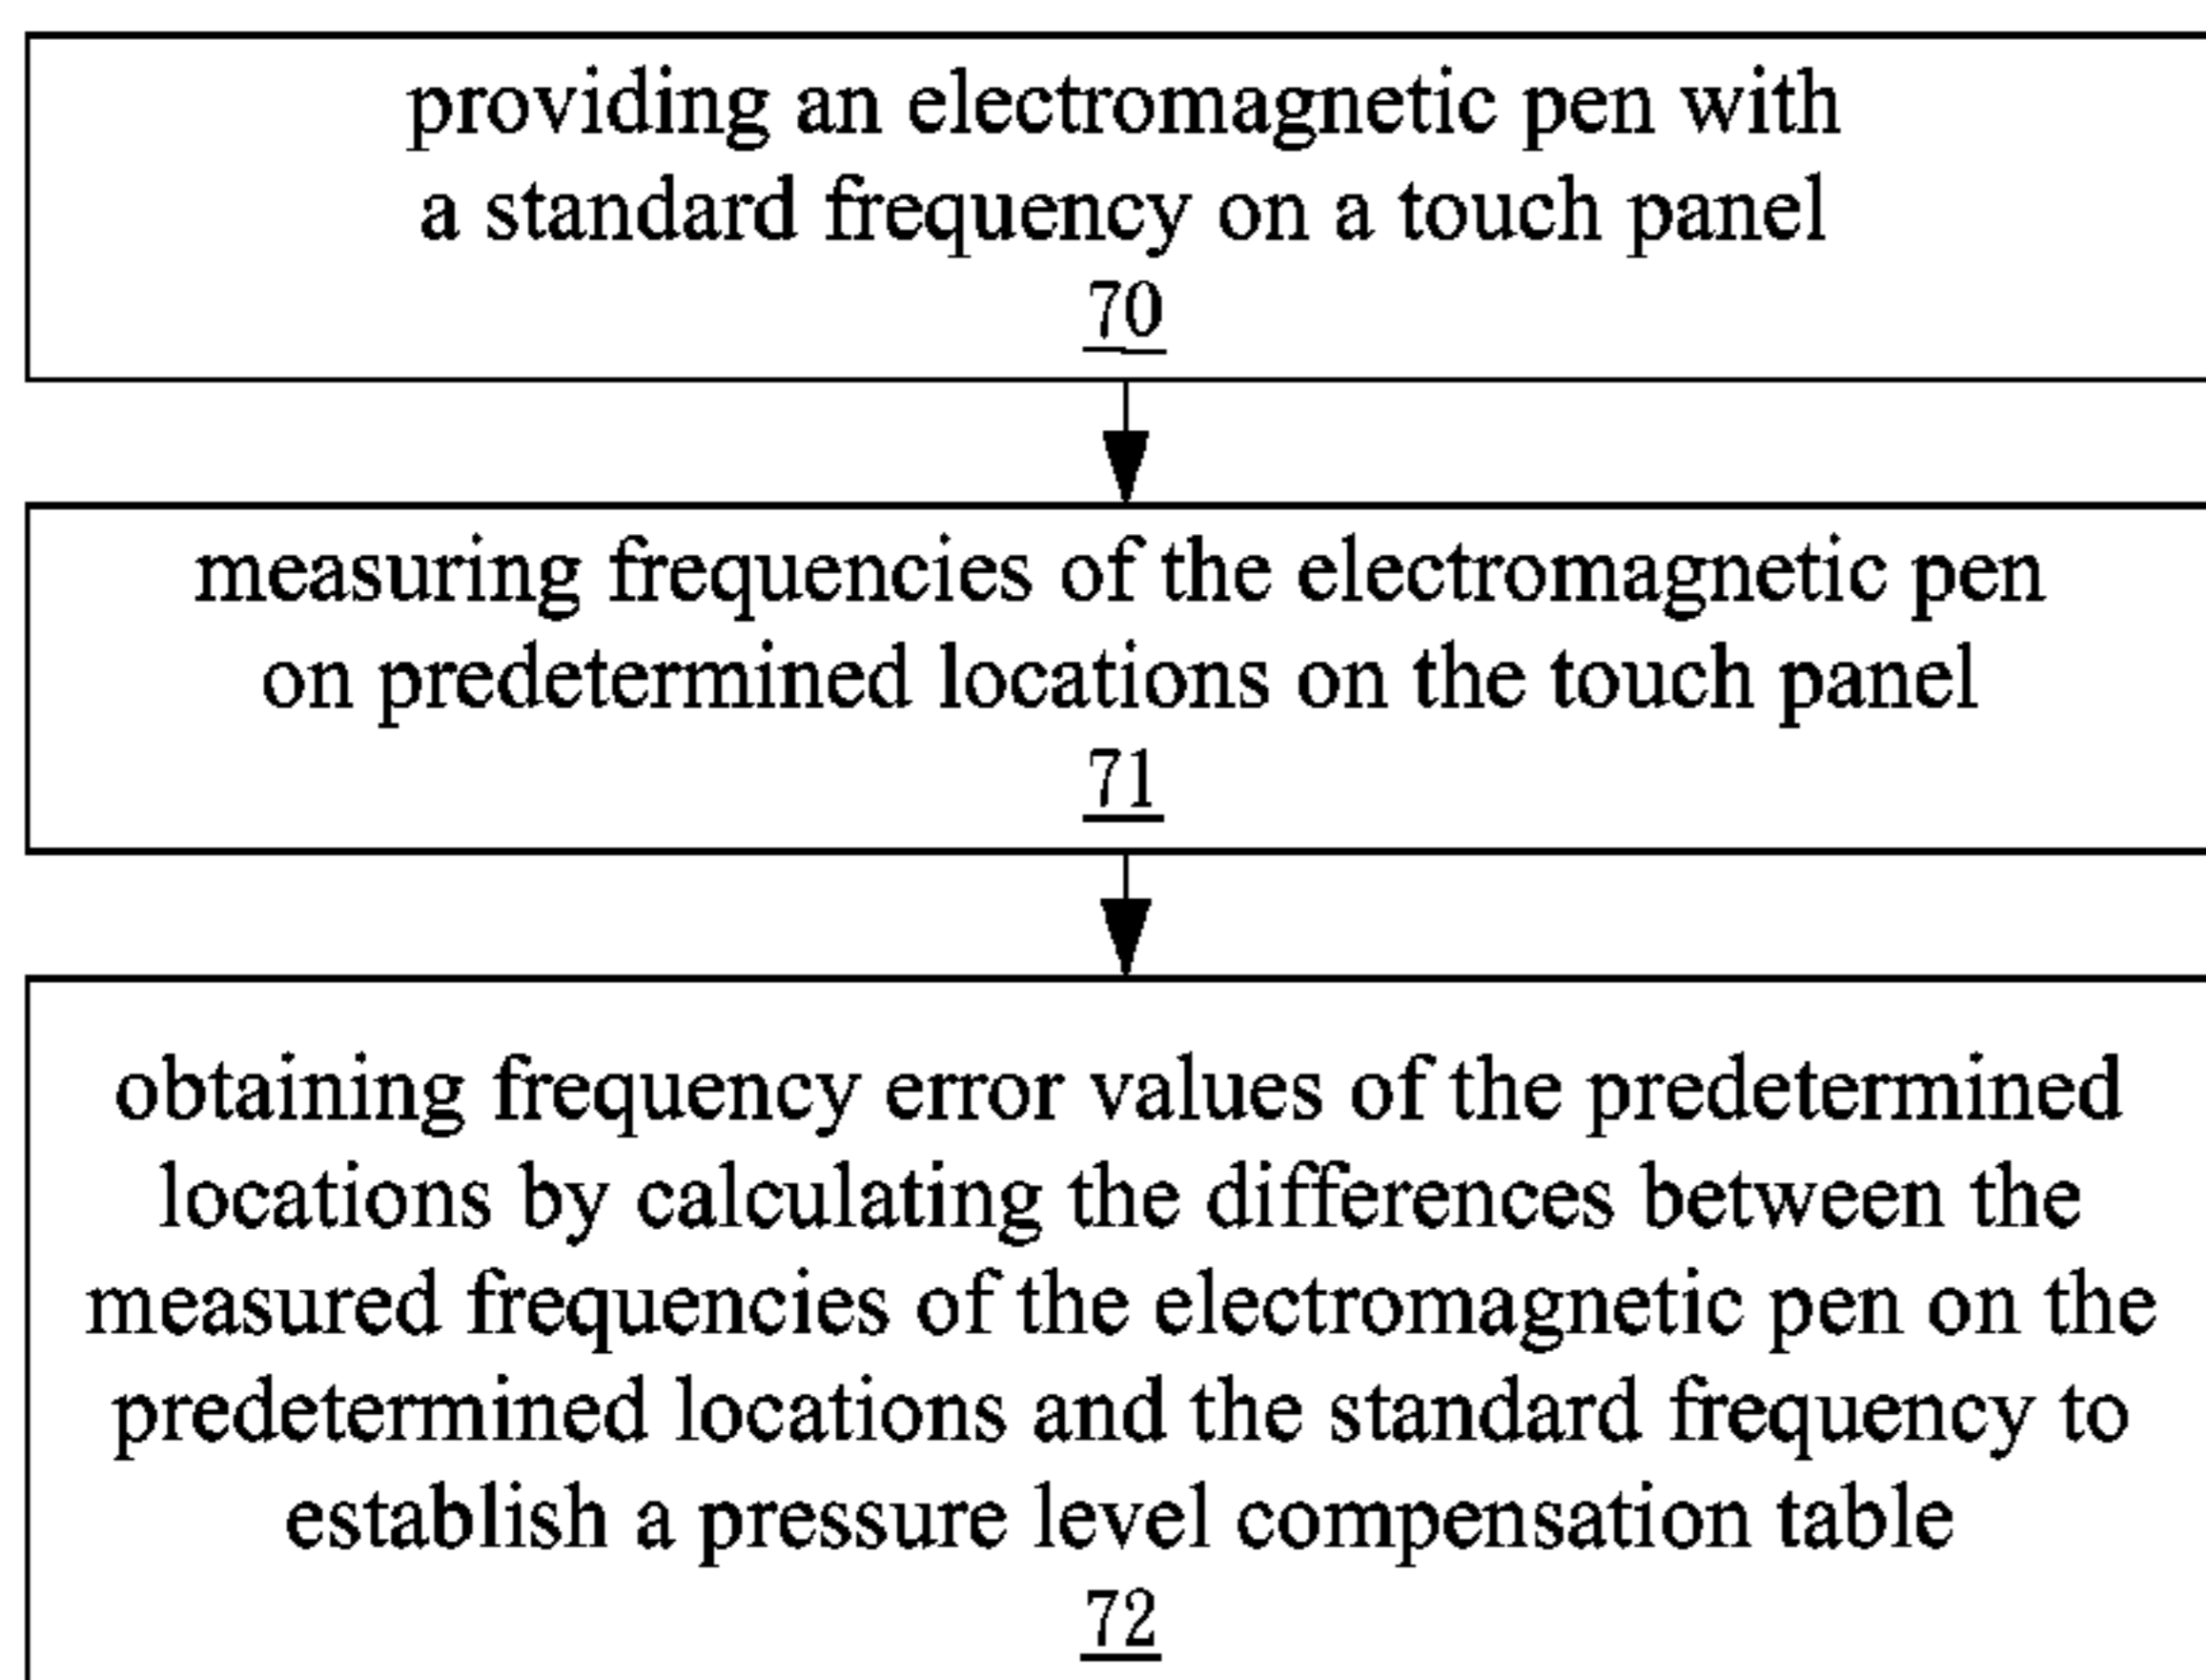 providing an electromagnetic pen with
a standard frequency on a touch panel
70
measuring frequencies of the electromagnetic pen
on predetermined locations on the touch panel
71
obtaining frequency error values of the predetermined
locations by calculating the differences between the
measured frequencies of the electromagnetic pen on the
predetermined locations and the standard frequency to
establish a pressure level compensation table
72